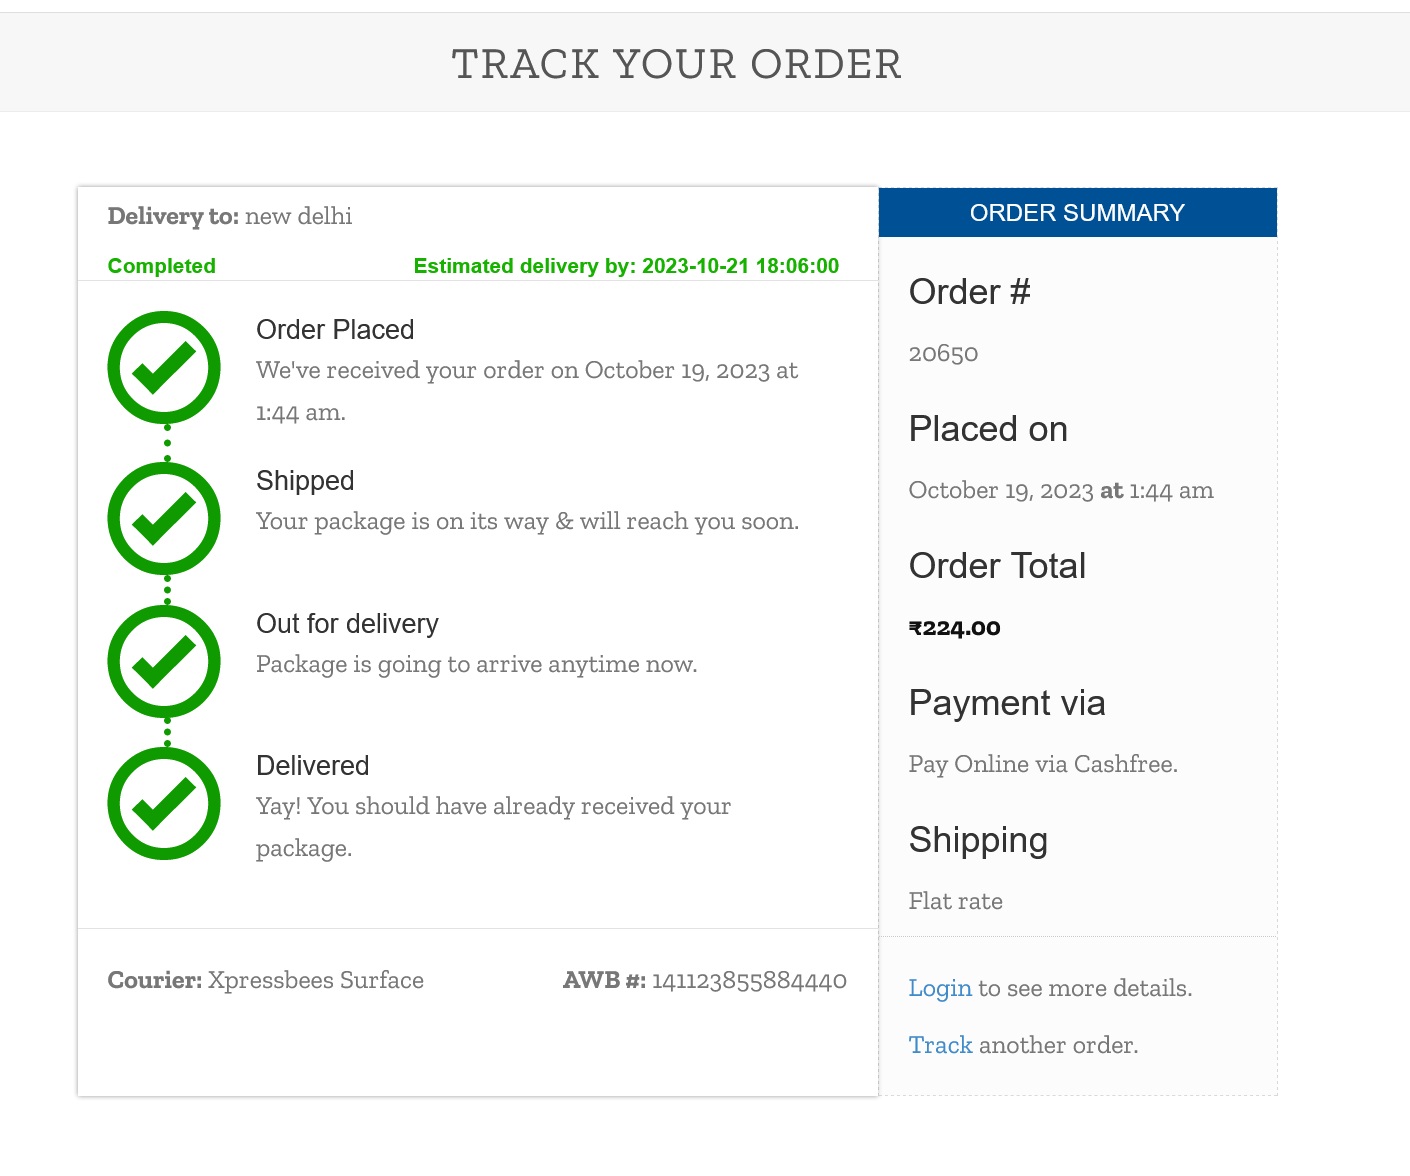 TRACK YOUR ORDER
Delivery to: new delhi
Completed
Estimated delivery by: 2023-10-21 18:06:00
Order Placed
We've received your order on October 19, 2023 at
1:44 am.
Shipped
Your package is on its way & will reach you soon.
Out for delivery
Package is going to arrive anytime now.
Delivered
Yay! You should have already received your
package.
Courier: Xpressbees Surface
AWB #: 141123855884440
ORDER SUMMARY
Order #
20650
Placed on
October 19, 2023 at 1:44 am
Order Total
₹224.00
Payment via
Pay Online via Cashfree.
Shipping
Flat rate
Login to see more details.
Track another order.